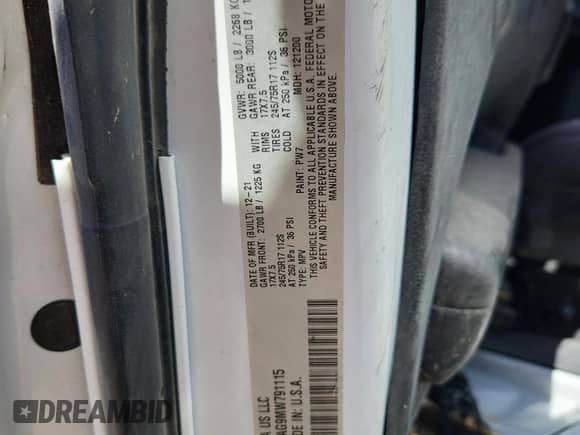 A US LLC
DATE OF MFR (BUILT): 12-21
GVWR: 5000 LB / 2268 KG
GAWR FRONT: 2700 LB / 1225 KG
WITH
GAWR REAR: 3000 LB /
17X7.5
RIMS
17X7.5
245/75R17 112S
TIRES
245/75R17 112S
AT 250 kPa / 36 PSI
COLD
AT 250 kPa / 36 PSI
TYPE: MPV
PAINT: PW7
MDH: 121200
THIS VEHICLE CONFORMS TO ALL APPLICABLE U.S.A. FEDERAL MOTOR
SAFETY AND THEFT PREVENTION STANDARDS IN EFFECT ON THE
MANUFACTURE SHOWN ABOVE.
AG9MW791115
DE IN: U.S.A.
DREAMBID